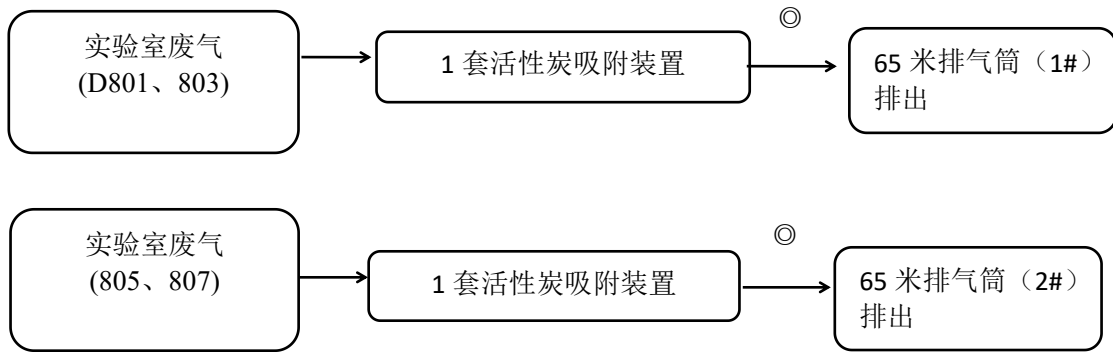 ◎
实验室废气
(D801、803)
1 套活性炭吸附装置
65 米排气筒（1#）
排出
◎
实验室废气
(805、807)
1 套活性炭吸附装置
65 米排气筒（2#）
排出